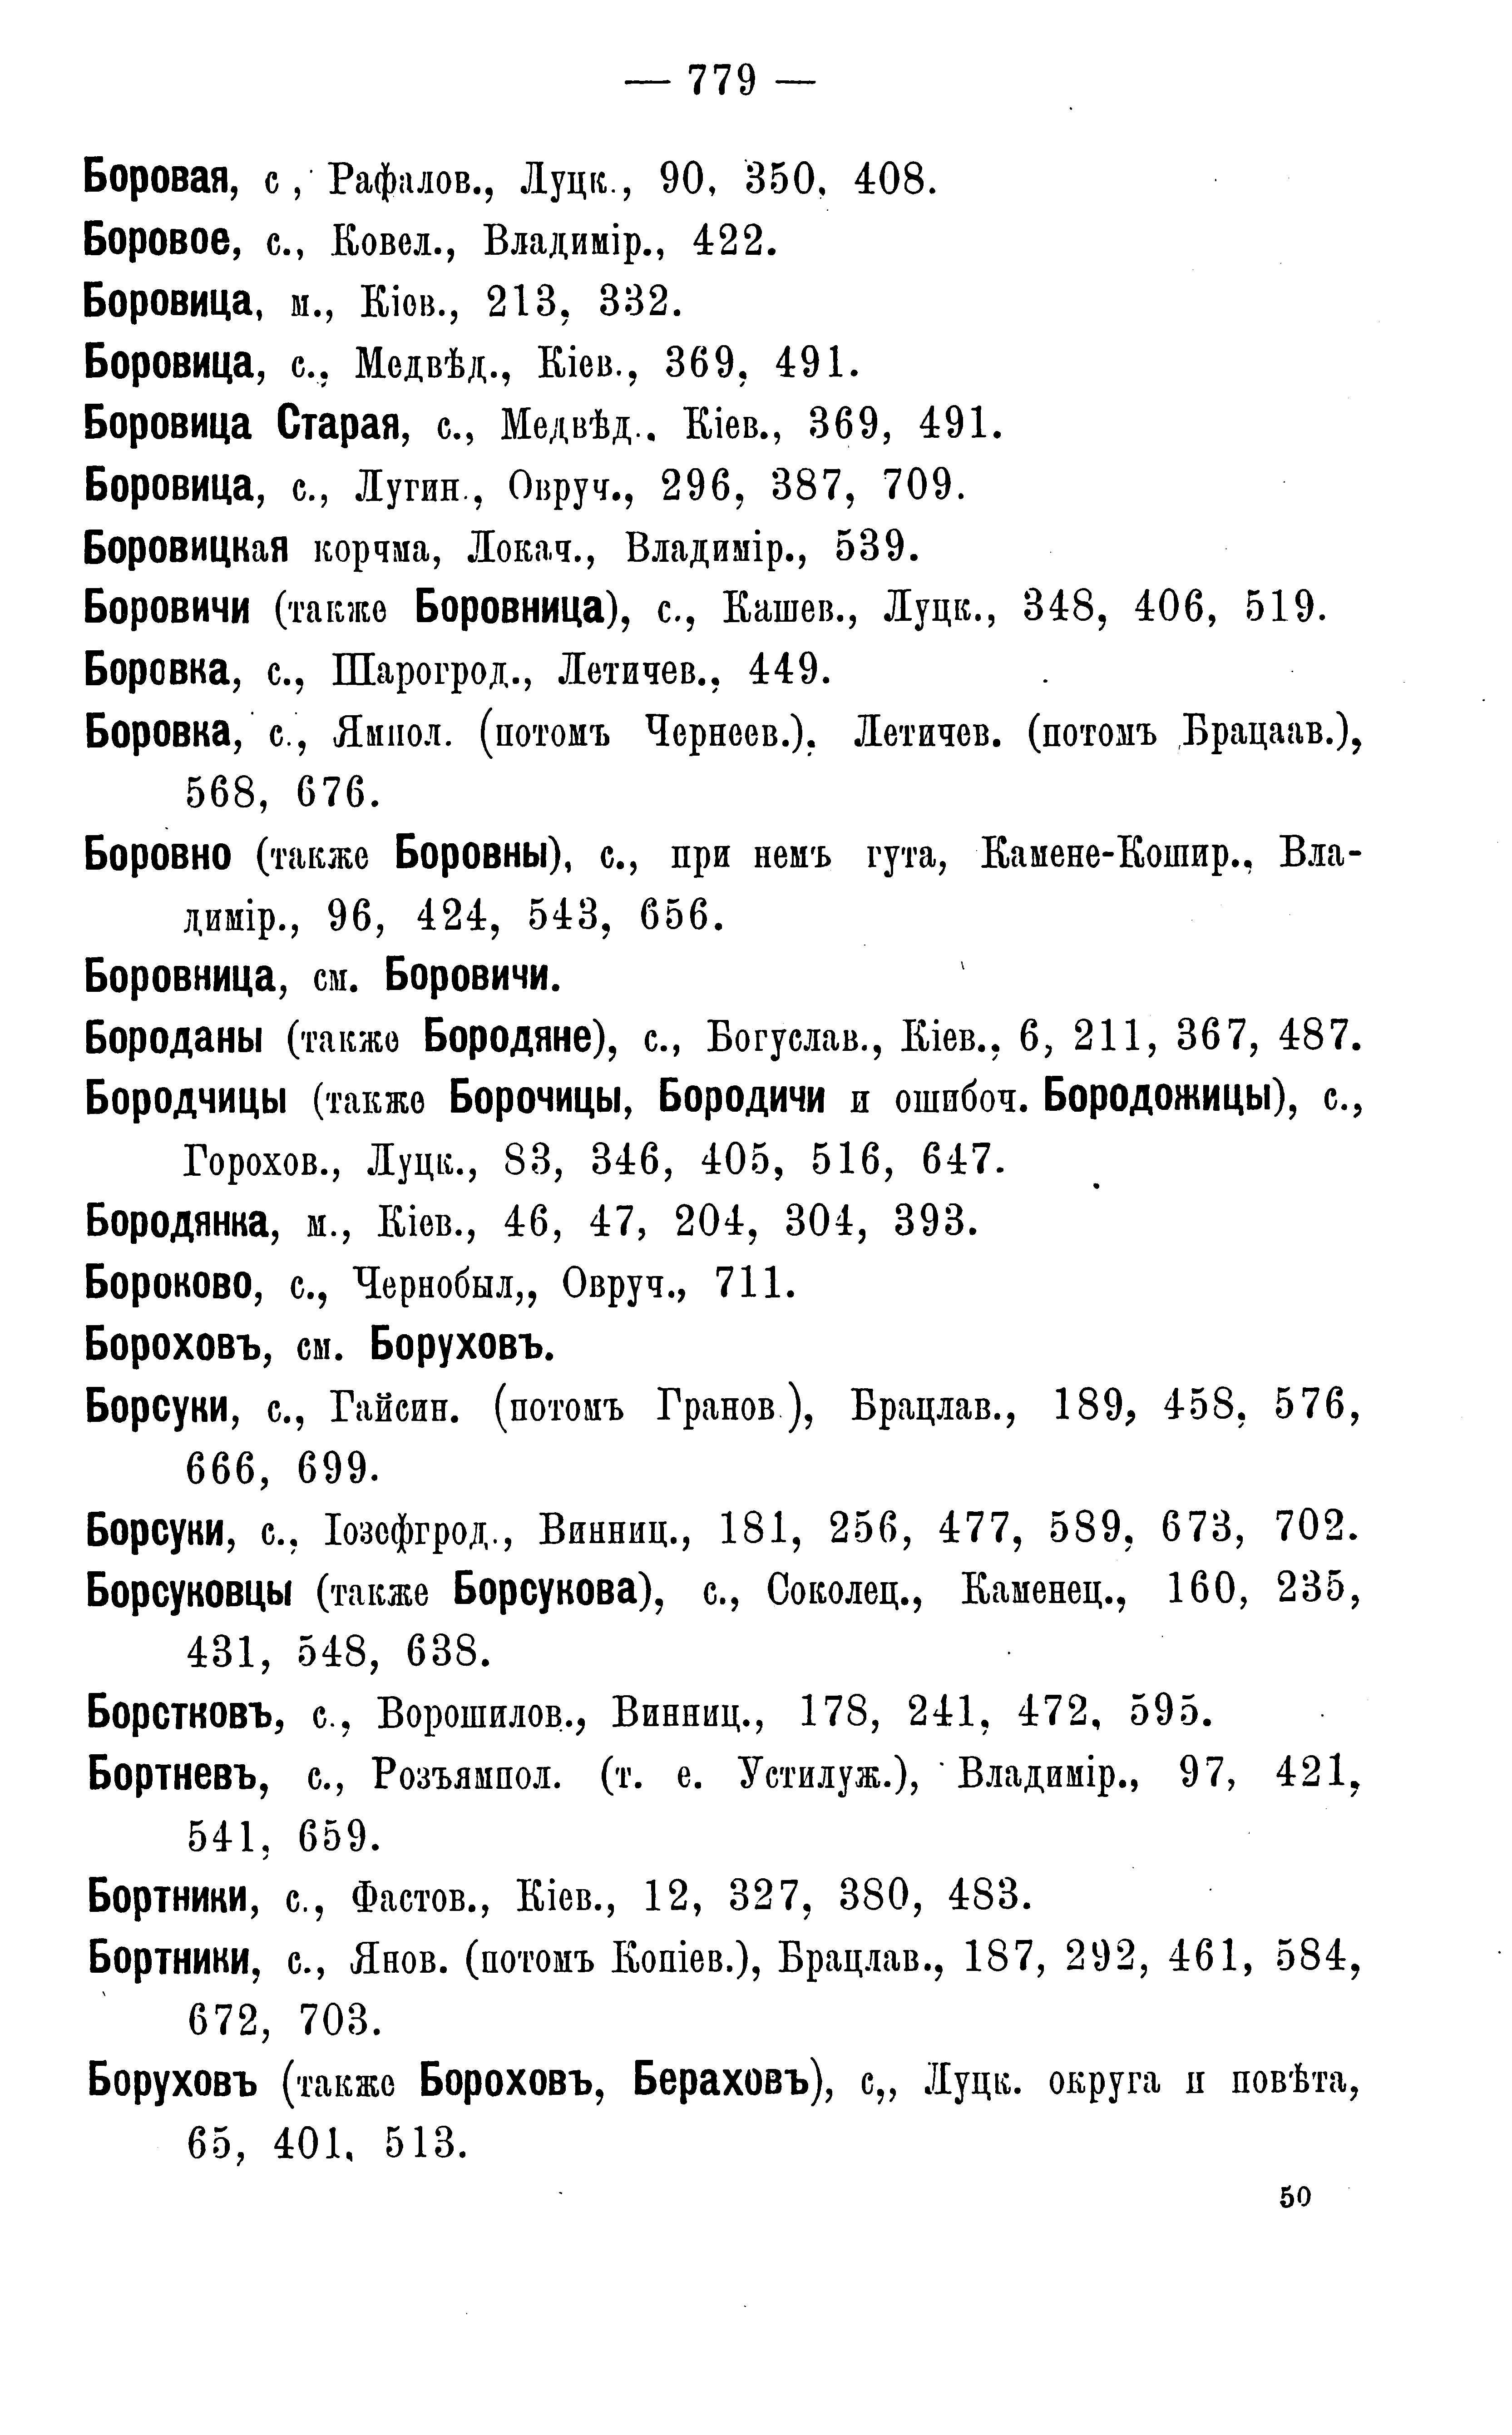 — 779 —
Боровая, с , Рафалов., Луцк., 90, 350, 408.
Боровое, с., Ковел., Владимір., 422.
Боровица, м., Кіев., 213, 332.
Боровица, с., Медвѣд., Кіев., 369, 491.
Боровица Старая, с., Медвѣд., Кіев., 369, 491.
Боровица, с., Лугин., Овруч., 296, 387, 709.
Боровицкая корчма, Локач., Владимір., 539.
Боровичи (также Боровница), с., Кашев., Луцк., 348, 406, 519.
Боровка, с., Шарогрод., Летичев., 449.
Боровка, с., Ямпол. (потомъ Чернеев.), Летичев. (потомъ Брацаав.),
568, 676.
Боровно (также Боровны), с., при немъ гута, Камене-Кошир., Вла-
димір., 96, 424, 543, 656.
Боровница, см. Боровичи.
Бороданы (также Бородяне), с., Богуслав., Кіев., 6, 211, 367, 487.
Бородчицы (также Борочицы, Бородичи и ошибоч. Бородожицы), с.,
Горохов., Луцк., 83, 346, 405, 516, 647.
Бородянка, м., Кіев., 46, 47, 204, 304, 393.
Бороково, с., Чернобыл,, Овруч., 711.
Бороховъ, см. Боруховъ.
Борсуки, с., Гайсин. (потомъ Гранов.), Брацлав., 189, 458, 576,
666, 699.
Борсуки, с., Іозефгрод., Винниц., 181, 256, 477, 589, 673, 702.
Борсуковцы (также Борсукова), с., Соколец., Каменец., 160, 235,
431, 548, 638.
Борстковъ, с., Ворошилов., Винниц., 178, 241, 472, 595.
Бортневъ, с., Розъямпол. (т. е. Устилуж.), Владимір., 97, 421,
541, 659.
Бортники, с., Фастов., Кіев., 12, 327, 380, 483.
Бортники, с., Янов. (потомъ Копіев.), Брацлав., 187, 292, 461, 584,
672, 703.
Боруховъ (также Бороховъ, Бераховъ), с,, Луцк. округа и повѣта,
65, 401, 513.
50